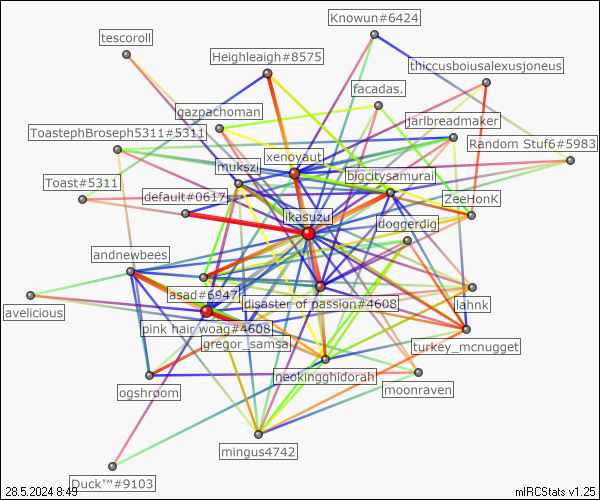 Knowun#6424
tescoroll
Heighleaigh#8575
thiccusboiusalexusjoneus
facadas.
gazpachoman
jarlbreadmaker
ToastephBroseph5311#5311
Random Stuf6#5983
xenoyaut
mukszi
bigcitysamurai
Toast#5311
default#0617
ZeeHonK
ikasuzu
doggerdig
andnewbees
asad#6947
disaster of passion#4608
lahnk
avelicious
pink hair woag#4608
gregor_samsa
turkey_mcnugget
neokingghidorah
ogshroom
moonraven
mingus4742
Duck™#9103
28.5.2024 8:49
mIRCStats v1.25